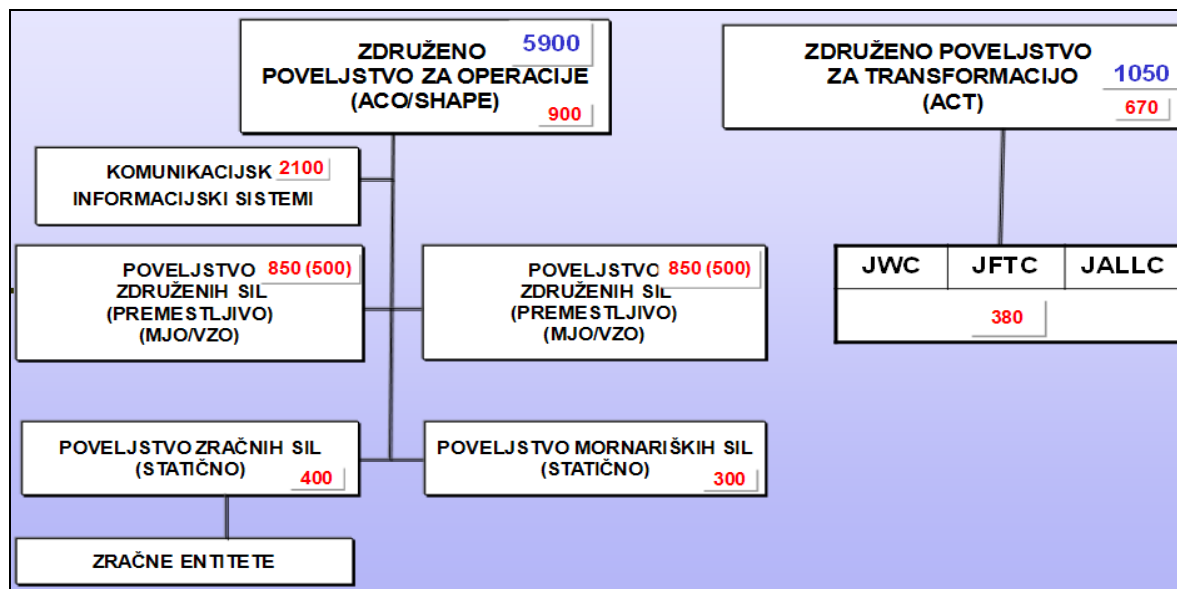 ZDRUŽENO 5900
POVELJSTVO ZA OPERACIJE
(ACO/SHAPE)
900
ZDRUŽENO POVELJSTVO
ZA TRANSFORMACIJO 1050
(ACT) 670
KOMUNIKACIJSK 2100
INFORMACIJSKI SISTEMI
POVELJSTVO 850 (500)
ZDRUŽENIH SIL
(PREMESTLJIVO)
(MJO/VZO)
POVELJSTVO 850 (500)
ZDRUŽENIH SIL
(PREMESTLJIVO)
(MJO/VZO)
JWC JFTC JALLC
380
POVELJSTVO ZRAČNIH SIL
(STATIČNO)
400
POVELJSTVO MORNARIŠKIH SIL
(STATIČNO)
300
ZRAČNE ENTITETE